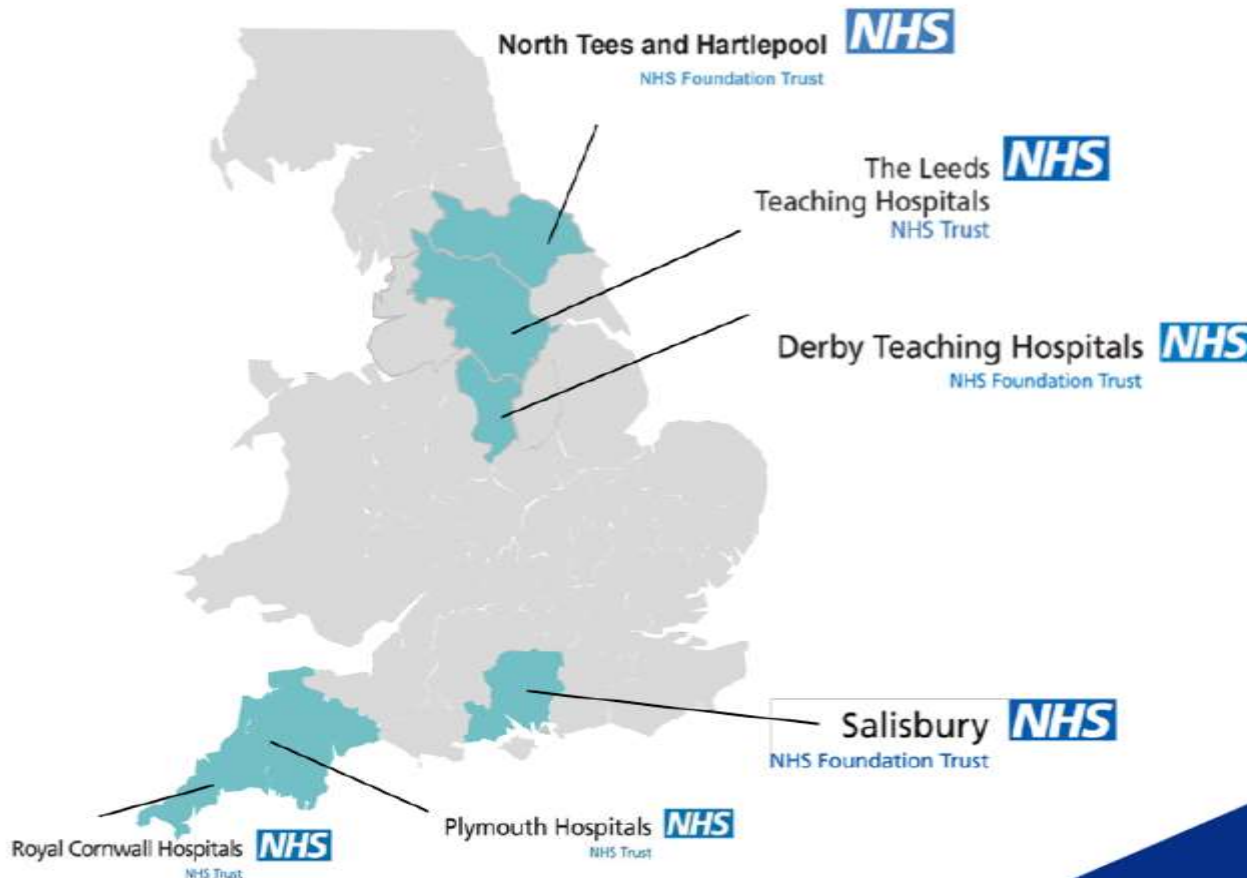 North Tees and Hartlepool NHS
NHS Foundation Trust
The Leeds NHS
Teaching Hospitals
NHS Trust
Derby Teaching Hospitals NHS
NHS Foundation Trust
Salisbury NHS
NHS Foundation Trust
Plymouth Hospitals NHS
NHS Trust
Royal Cornwall Hospitals NHS
NHS Trust